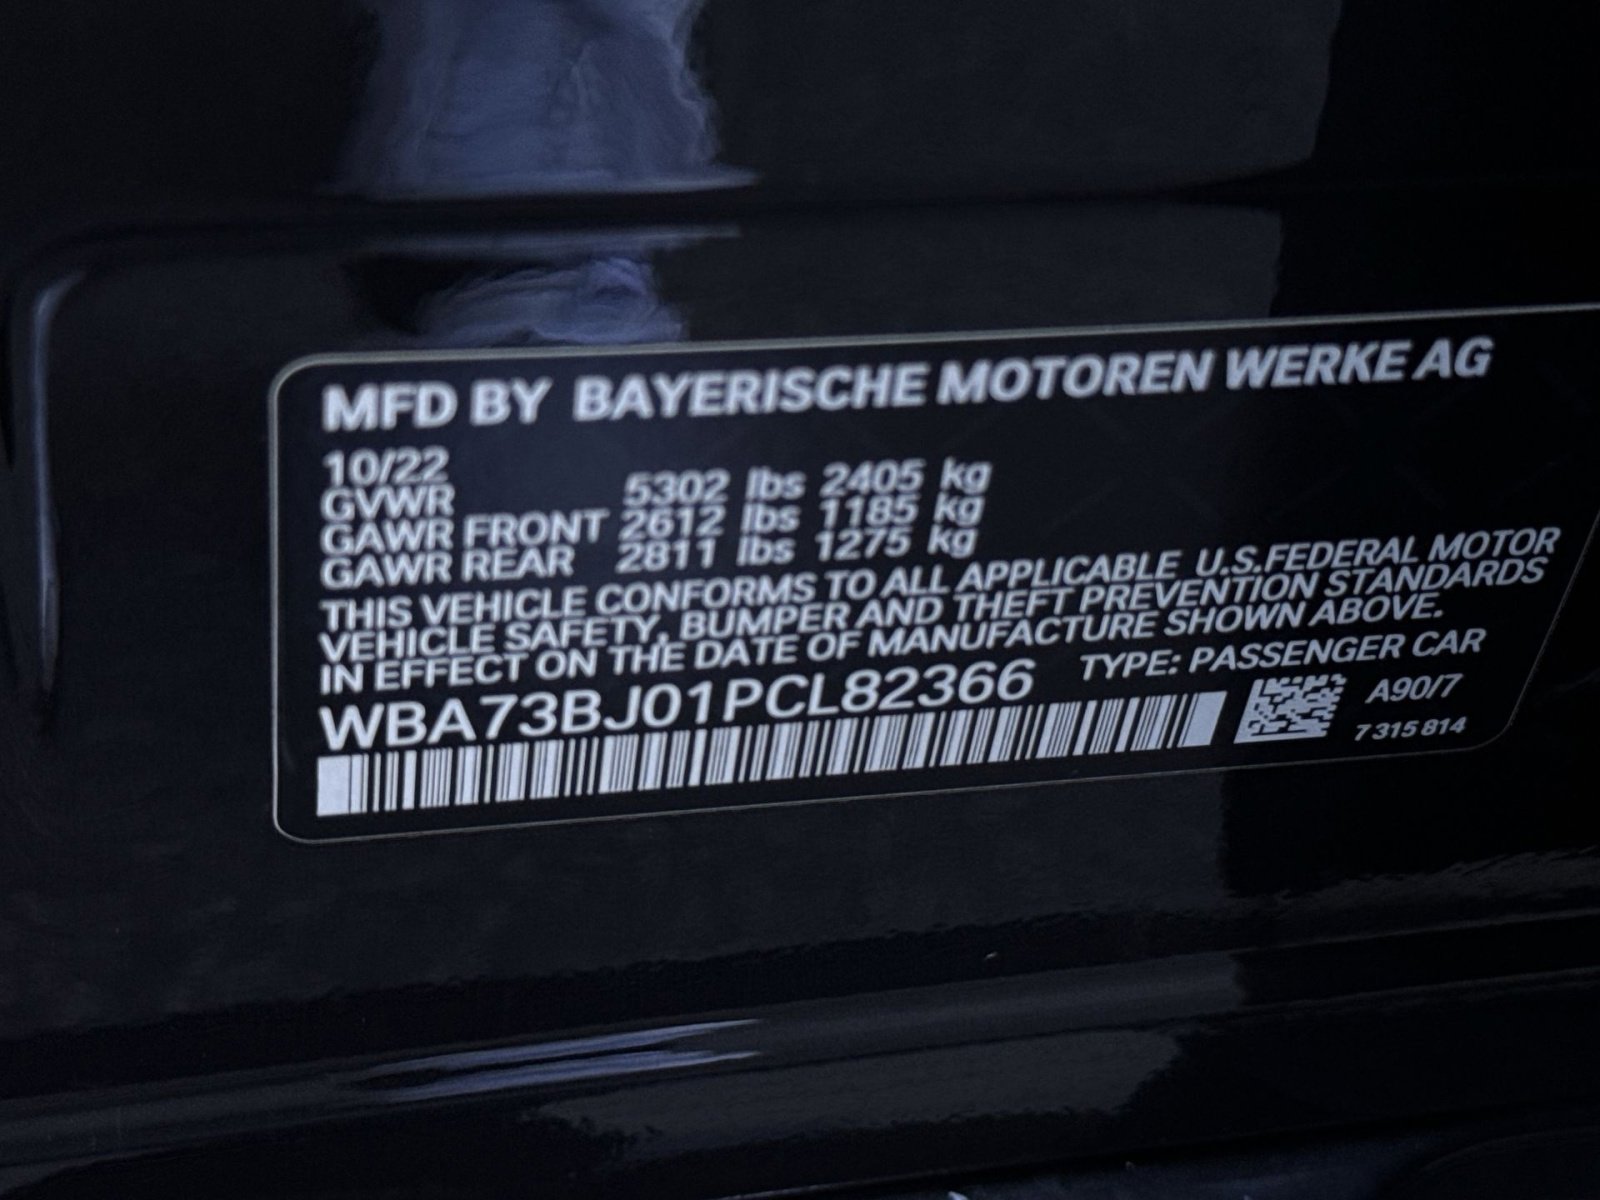 MFD BY BAYERISCHE MOTOREN WERKE AG
10/22
GVWR 5302 lbs 2405 kg
GAWR FRONT 2612 lbs 1185 kg
GAWR REAR 2811 lbs 1275 kg
THIS VEHICLE CONFORMS TO ALL APPLICABLE U.S.FEDERAL MOTOR
VEHICLE SAFETY, BUMPER AND THEFT PREVENTION STANDARDS
IN EFFECT ON THE DATE OF MANUFACTURE SHOWN ABOVE.
WBA73BJ01PCL82366 TYPE: PASSENGER CAR
A90/7
7 315 814